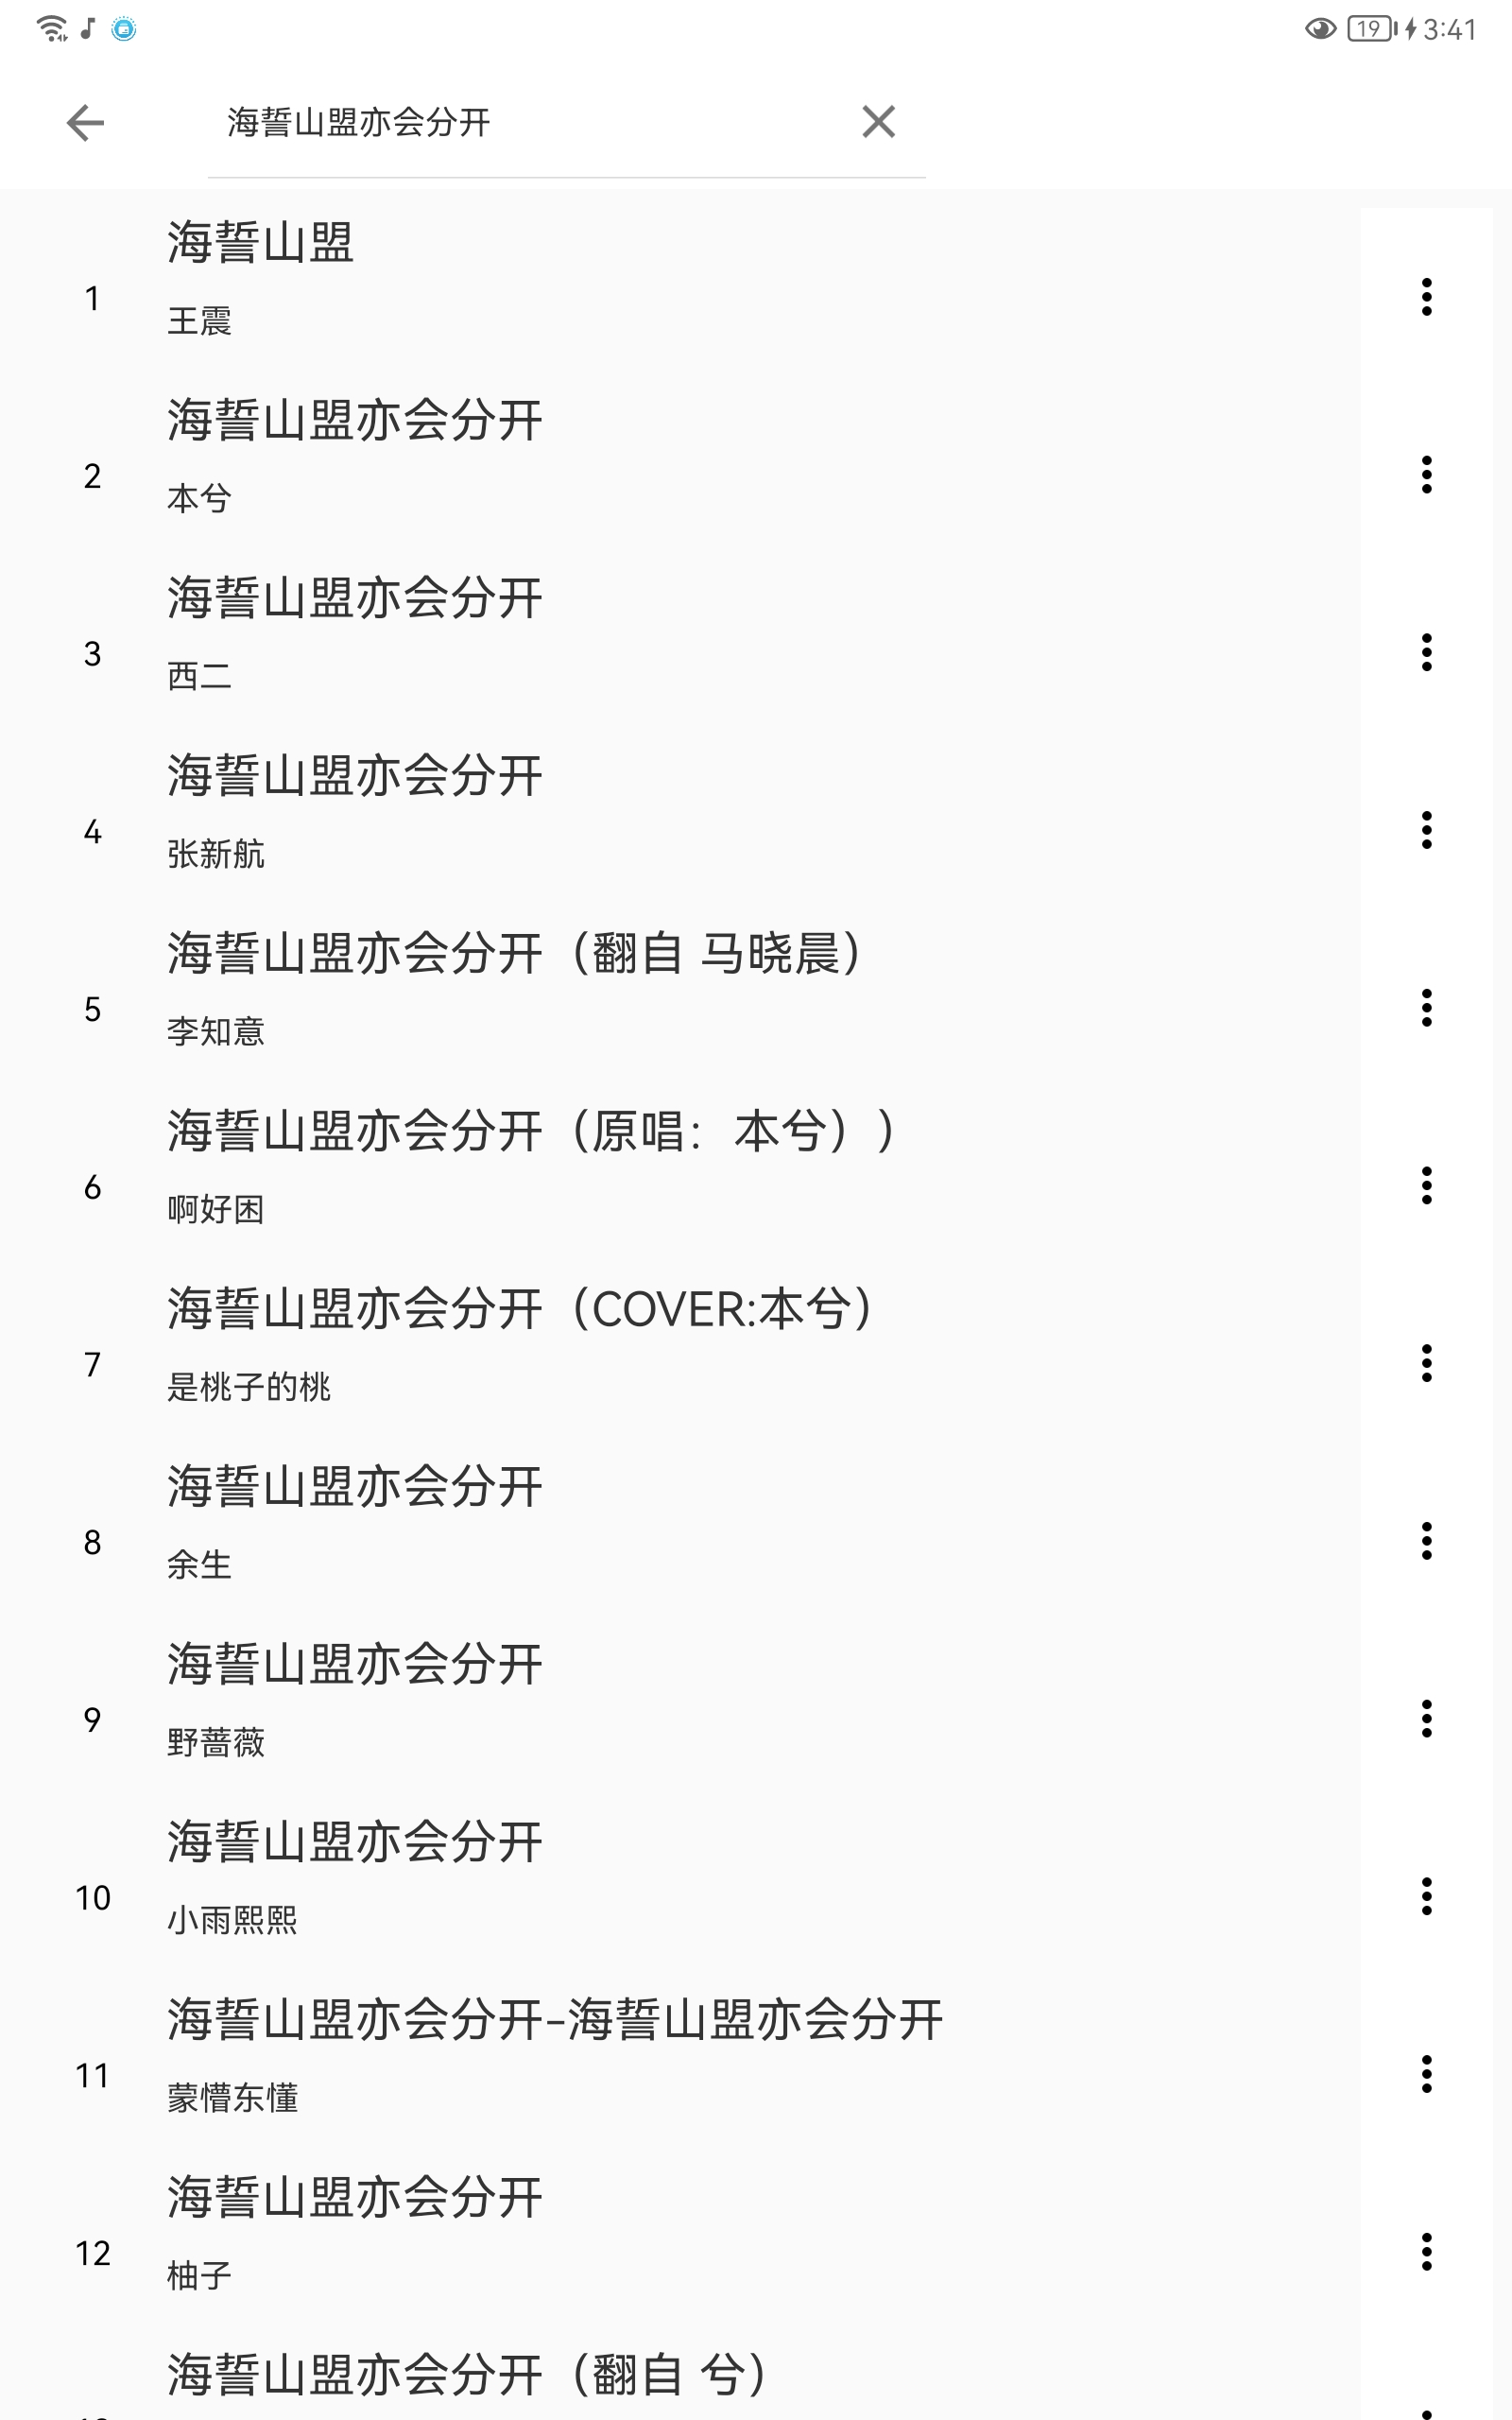 19 3:41
海誓山盟亦会分开
海誓山盟
1
王震
海誓山盟亦会分开
2
本兮
海誓山盟亦会分开
3
西二
海誓山盟亦会分开
4
张新航
海誓山盟亦会分开（翻自 马晓晨）
5
李知意
海誓山盟亦会分开（原唱：本兮））
6
啊好困
海誓山盟亦会分开（COVER:本兮）
7
是桃子的桃
海誓山盟亦会分开
8
余生
海誓山盟亦会分开
9
野蔷薇
海誓山盟亦会分开
10
小雨熙熙
海誓山盟亦会分开-海誓山盟亦会分开
11
蒙懵东懂
海誓山盟亦会分开
12
柚子
海誓山盟亦会分开（翻自 兮）